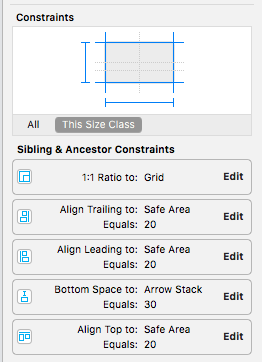 Constraints
All This Size Class
Sibling & Ancestor Constraints
1:1 Ratio to: Grid Edit
Align Trailing to: Safe Area
Equals: 20 Edit
Align Leading to: Safe Area
Equals: 20 Edit
Bottom Space to: Arrow Stack
Equals: 30 Edit
Align Top to: Safe Area
Equals: 20 Edit